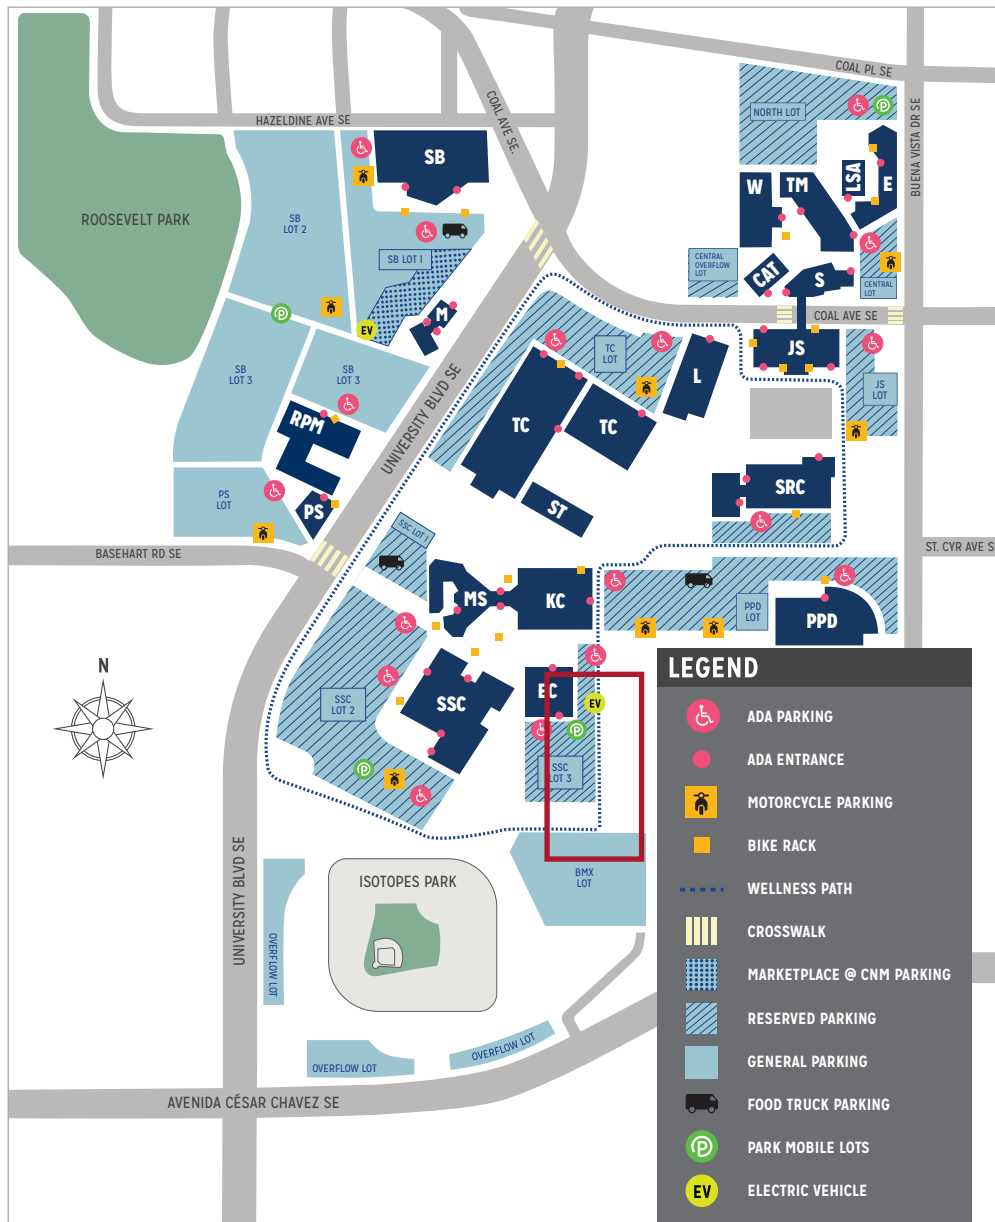 COAL PL SE
NORTH LOT
BUENA VISTA DR SE
COAL AVE SE.
HAZELDINE AVE SE
SB
W
TM
LSA
E
ROOSEVELT PARK
SB
LOT 2
SB LOT 1
CENTRAL
OVERFLOW
LOT
CAT
S
CENTRAL
LOT
EV
M
COAL AVE SE
JS
SB
LOT 3
SB
LOT 3
TC
LOT
L
JS
LOT
UNIVERSITY BLVD SE
RPM
TC
TC
SRC
PS
LOT
PS
ST
SSC LOT 1
BASEHART RD SE
ST. CYR AVE S
MS
KC
PPD
LOT
PPD
N
SSC
LOT 2
SSC
EC
EV
SSC
LOT 3
UNIVERSITY BLVD SE
ISOTOPES PARK
BMX
LOT
OVERFLOW LOT
OVERFLOW LOT
OVERFLOW LOT
AVENIDA CÉSAR CHAVEZ SE
LEGEND
ADA PARKING
ADA ENTRANCE
MOTORCYCLE PARKING
BIKE RACK
WELLNESS PATH
CROSSWALK
MARKETPLACE @ CNM PARKING
RESERVED PARKING
GENERAL PARKING
FOOD TRUCK PARKING
P PARK MOBILE LOTS
EV ELECTRIC VEHICLE